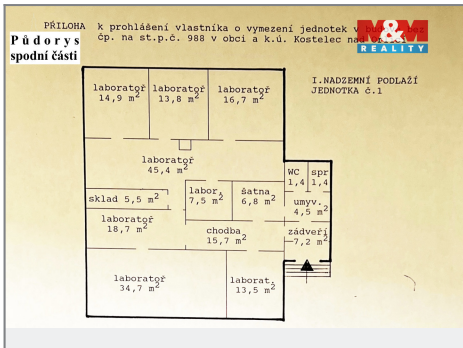 PŘÍLOHA k prohlášení vlastníka o vymezení jednotek v
čp. na st.p.č. 988 v obci a k.ú. Kostelec nad
M&M
REALITY
Půdorys
spodní části
I.NADZEMNÍ PODLAŽÍ
JEDNOTKA č.1
laboratoř
14,9 m²
laboratoř
13,8 m²
laboratoř
16,7 m²
laboratoř
45,4 m²
WC
1,4
spr
1,4
sklad 5,5 m²
labor.
7,5 m²
šatna
6,8 m²
umyv.
4,5 m²
laboratoř
18,7 m²
chodba
15,7 m²
zádveří
7,2 m²
laboratoř
34,7 m²
laborat.
13,5 m²